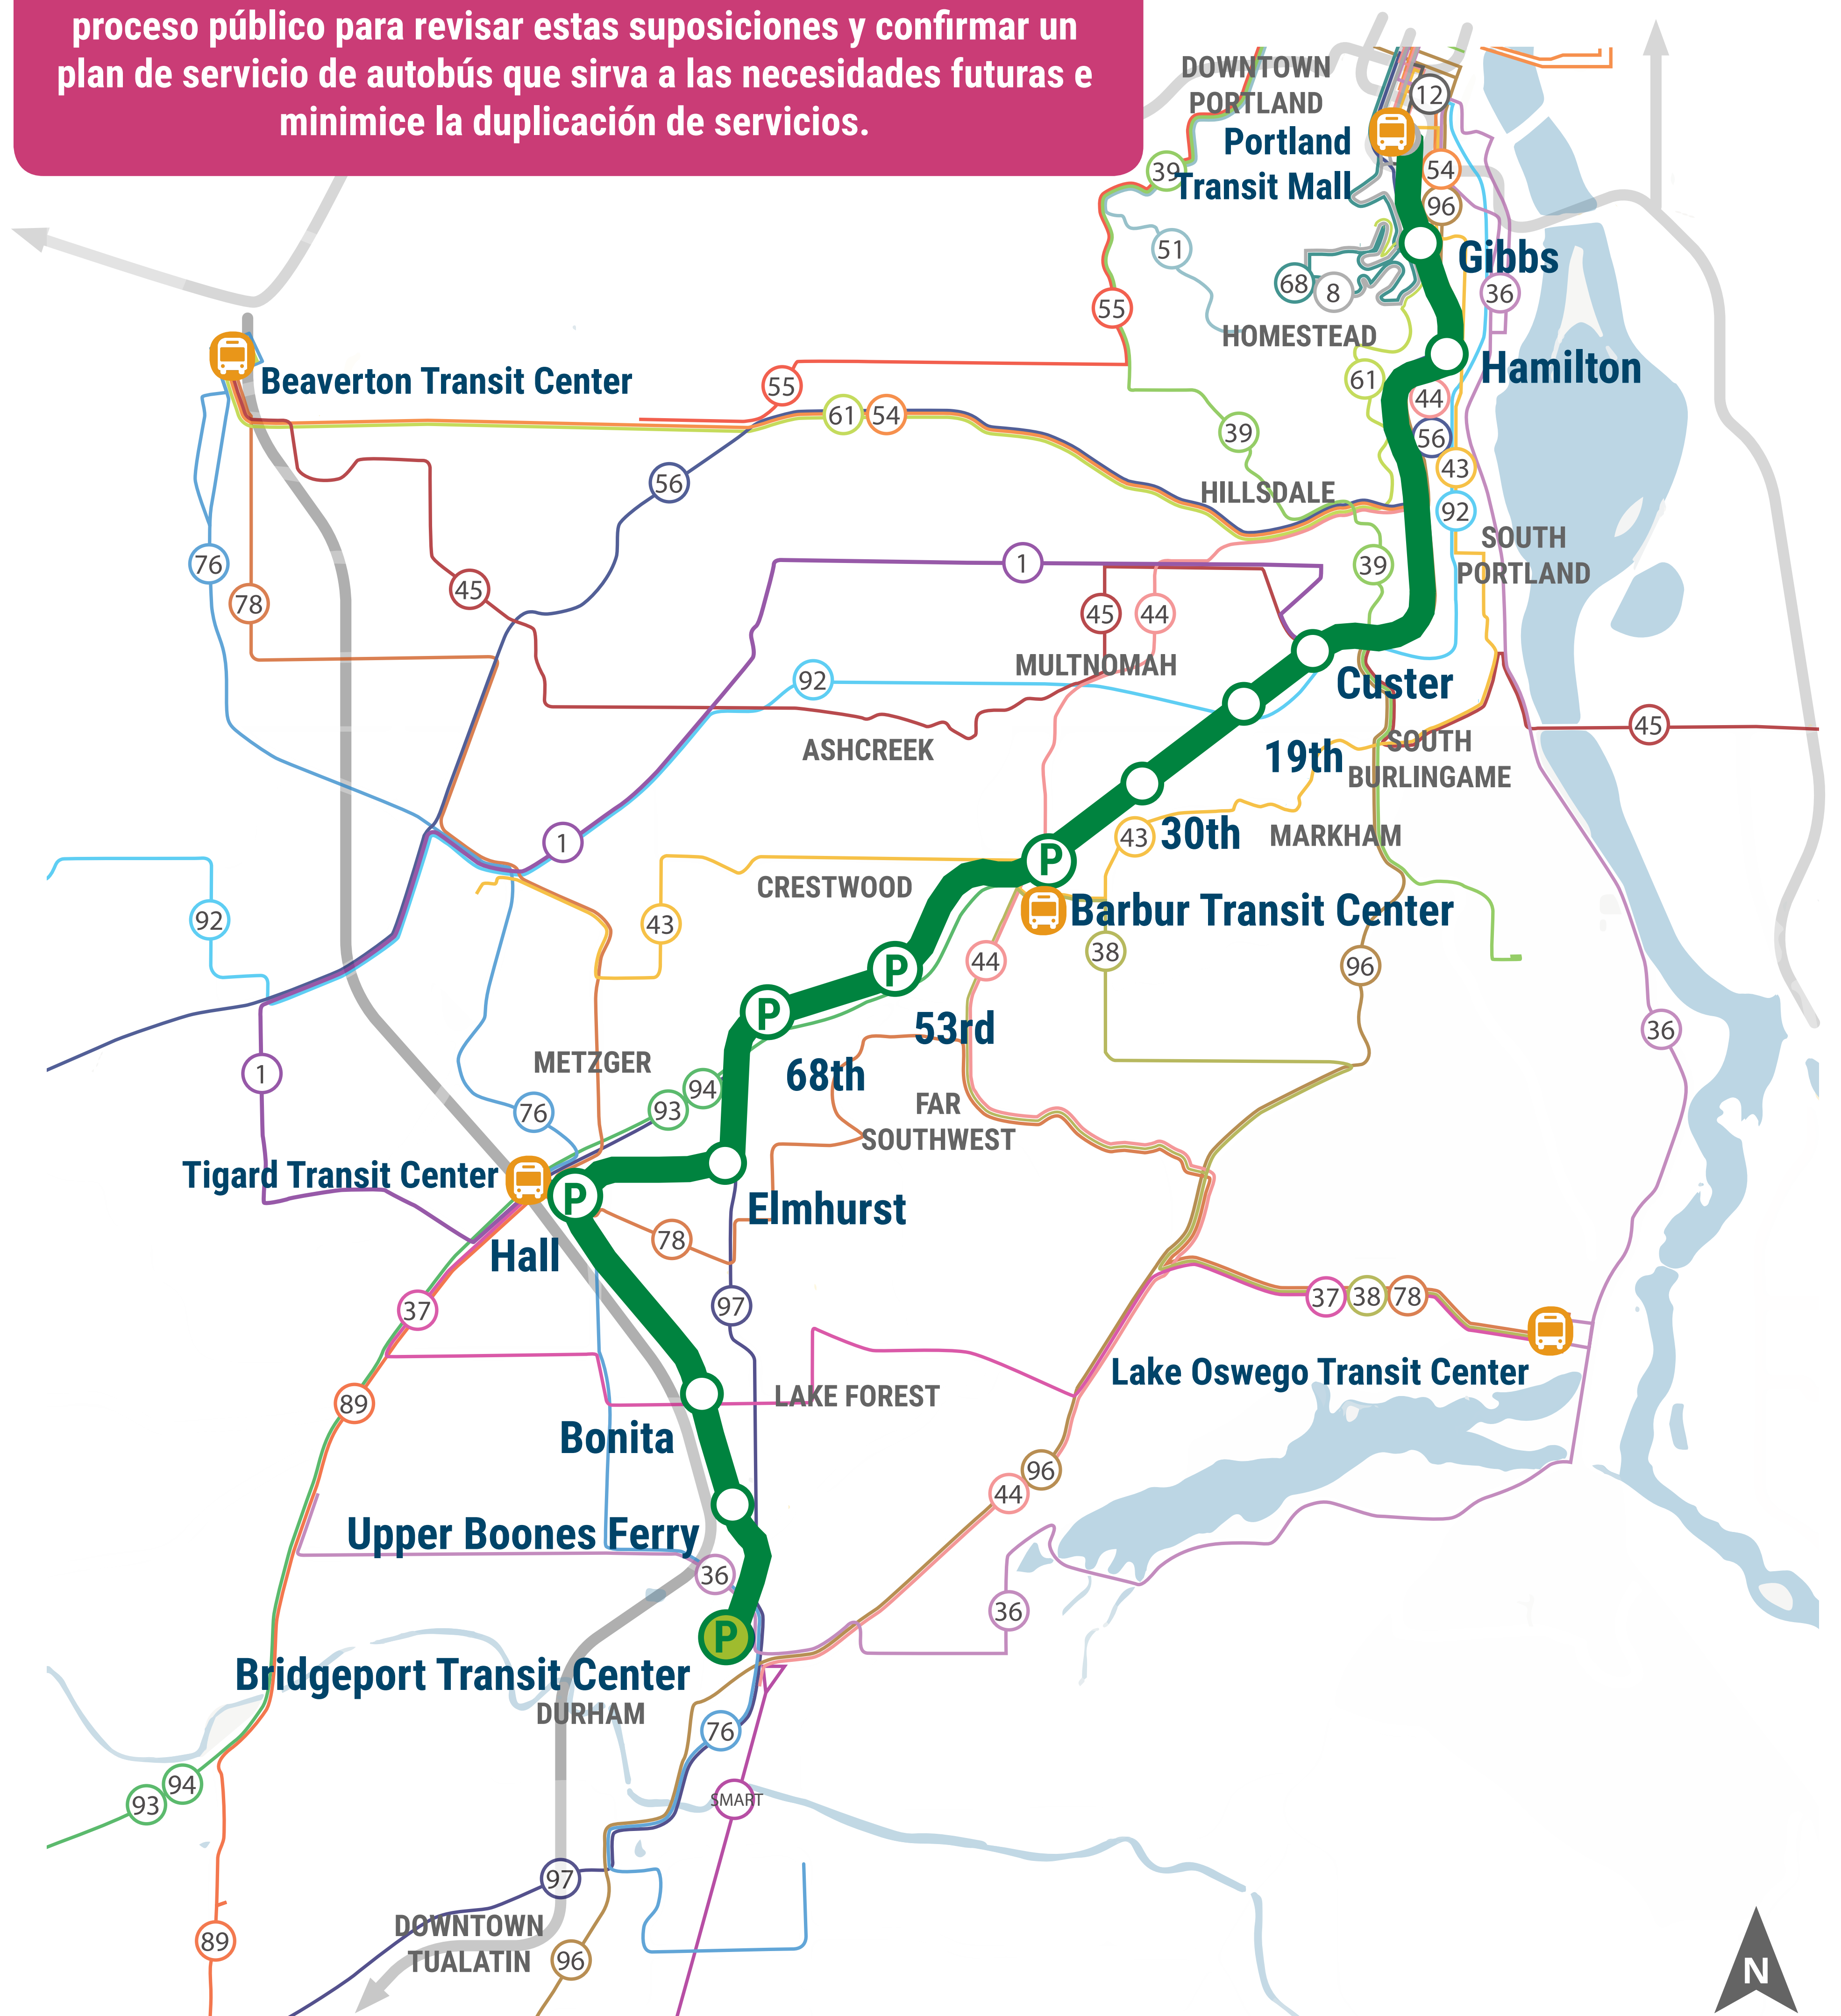 proceso público para revisar estas suposiciones y confirmar un
plan de servicio de autobús que sirva a las necesidades futuras e
minimice la duplicación de servicios.
DOWNTOWN
PORTLAND
12
Portland
Transit Mall
39
54
96
51
Gibbs
68
8
36
55
HOMESTEAD
Hamilton
Beaverton Transit Center
55
61
61
54
44
39
56
56
43
HILLSDALE
92
SOUTH
PORTLAND
76
1
39
78
45
45
44
MULTNOMAH
92
Custer
45
ASHCREEK
19th
SOUTH
BURLINGAME
1
43
30th
MARKHAM
P
CRESTWOOD
92
43
Barbur Transit Center
44
38
96
P
P
53rd
36
METZGER
1
68th
94
93
76
FAR
SOUTHWEST
Tigard Transit Center
P
Elmhurst
Hall
78
37
97
37
38
78
Lake Oswego Transit Center
89
LAKE FOREST
Bonita
96
44
Upper Boones Ferry
36
36
P
Bridgeport Transit Center
DURHAM
76
94
93
SMART
97
DOWNTOWN
TUALATIN
89
96
N